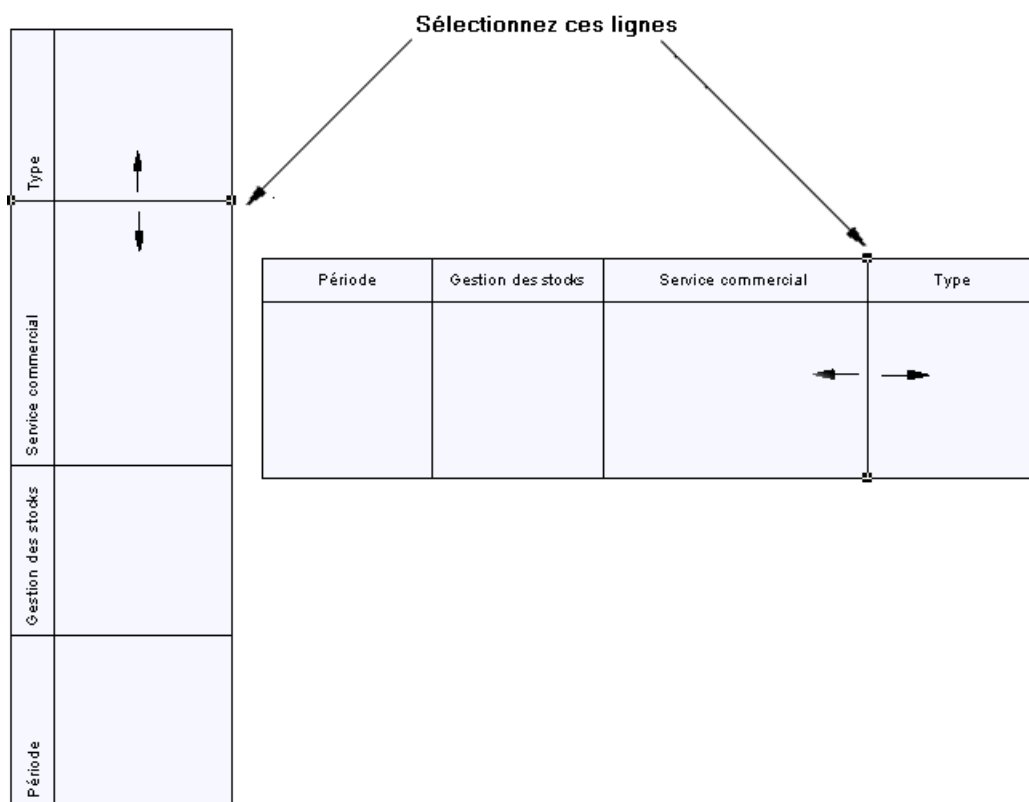 Sélectionnez ces lignes
Type
Service commercial
Gestion des stocks
Période
Période
Gestion des stocks
Service commercial
Type